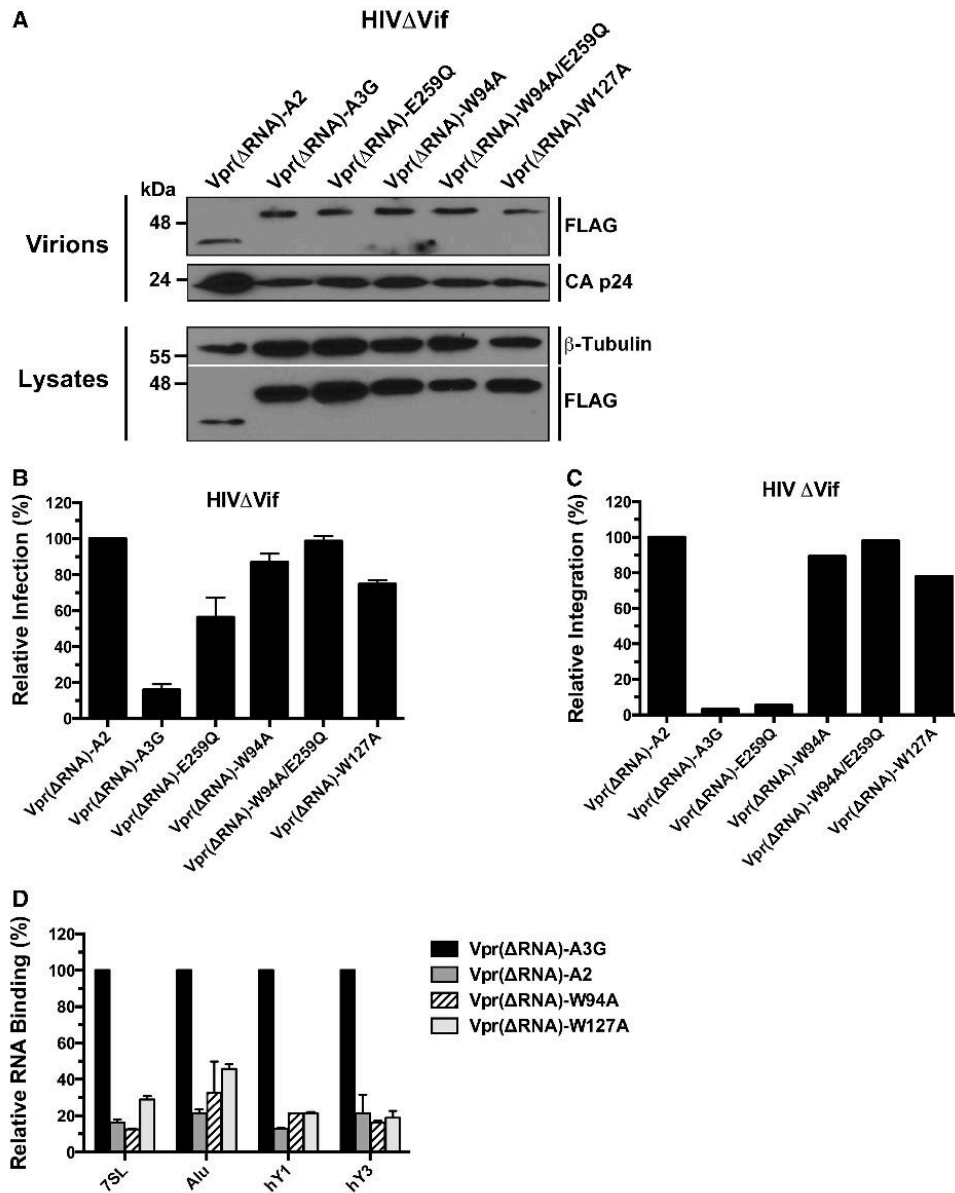 A
HIVΔVif
Vpr(ΔRNA)-A2
Vpr(ΔRNA)-A3G
Vpr(ΔRNA)-E259Q
Vpr(ΔRNA)-W94A
Vpr(ΔRNA)-W94A/E259Q
Vpr(ΔRNA)-W127A
kDa
Virions
48
FLAG
24
CA p24
Lysates
55
β-Tubulin
48
FLAG
B
HIVΔVif
Relative Infection (%)
120
100
80
60
40
20
0
Vpr(ΔRNA)-A2
Vpr(ΔRNA)-A3G
Vpr(ΔRNA)-E259Q
Vpr(ΔRNA)-W94A
Vpr(ΔRNA)-W94A/E259Q
Vpr(ΔRNA)-W127A
C
HIV ΔVif
Relative Integration (%)
120
100
80
60
40
20
0
Vpr(ΔRNA)-A2
Vpr(ΔRNA)-A3G
Vpr(ΔRNA)-E259Q
Vpr(ΔRNA)-W94A
Vpr(ΔRNA)-W94A/E259Q
Vpr(ΔRNA)-W127A
D
Relative RNA Binding (%)
120
100
80
60
40
20
0
7SL
Alu
hY1
hY3
Vpr(ΔRNA)-A3G
Vpr(ΔRNA)-A2
Vpr(ΔRNA)-W94A
Vpr(ΔRNA)-W127A